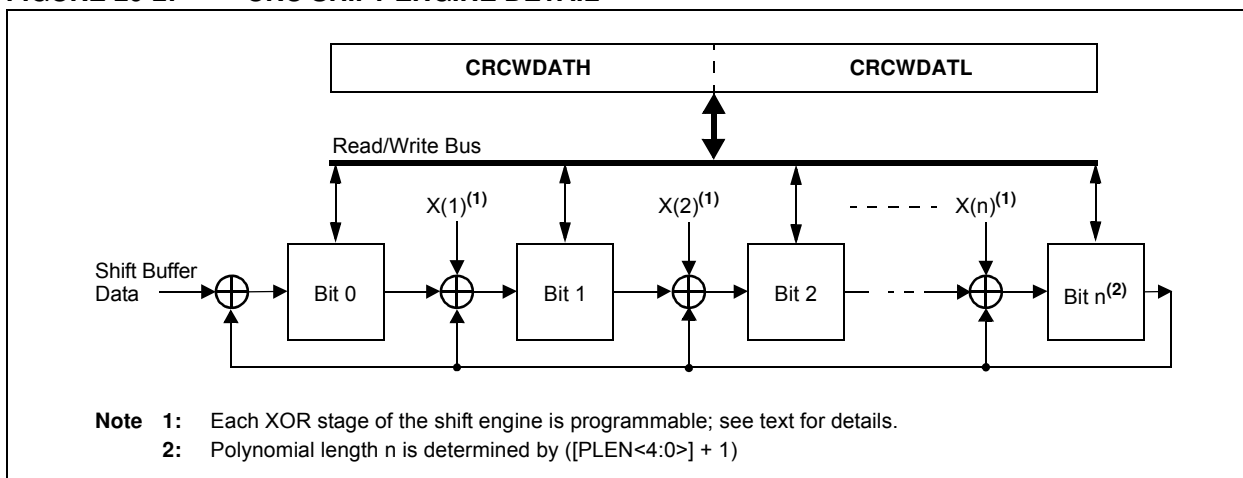 CRCWDATH CRCWDATL
Read/Write Bus
X(1)(1) X(2)(1) X(n)(1)
Shift Buffer
Data
Bit 0 Bit 1 Bit 2 Bit n(2)
Note 1: Each XOR stage of the shift engine is programmable; see text for details.
2: Polynomial length n is determined by ([PLEN<4:0>] + 1)